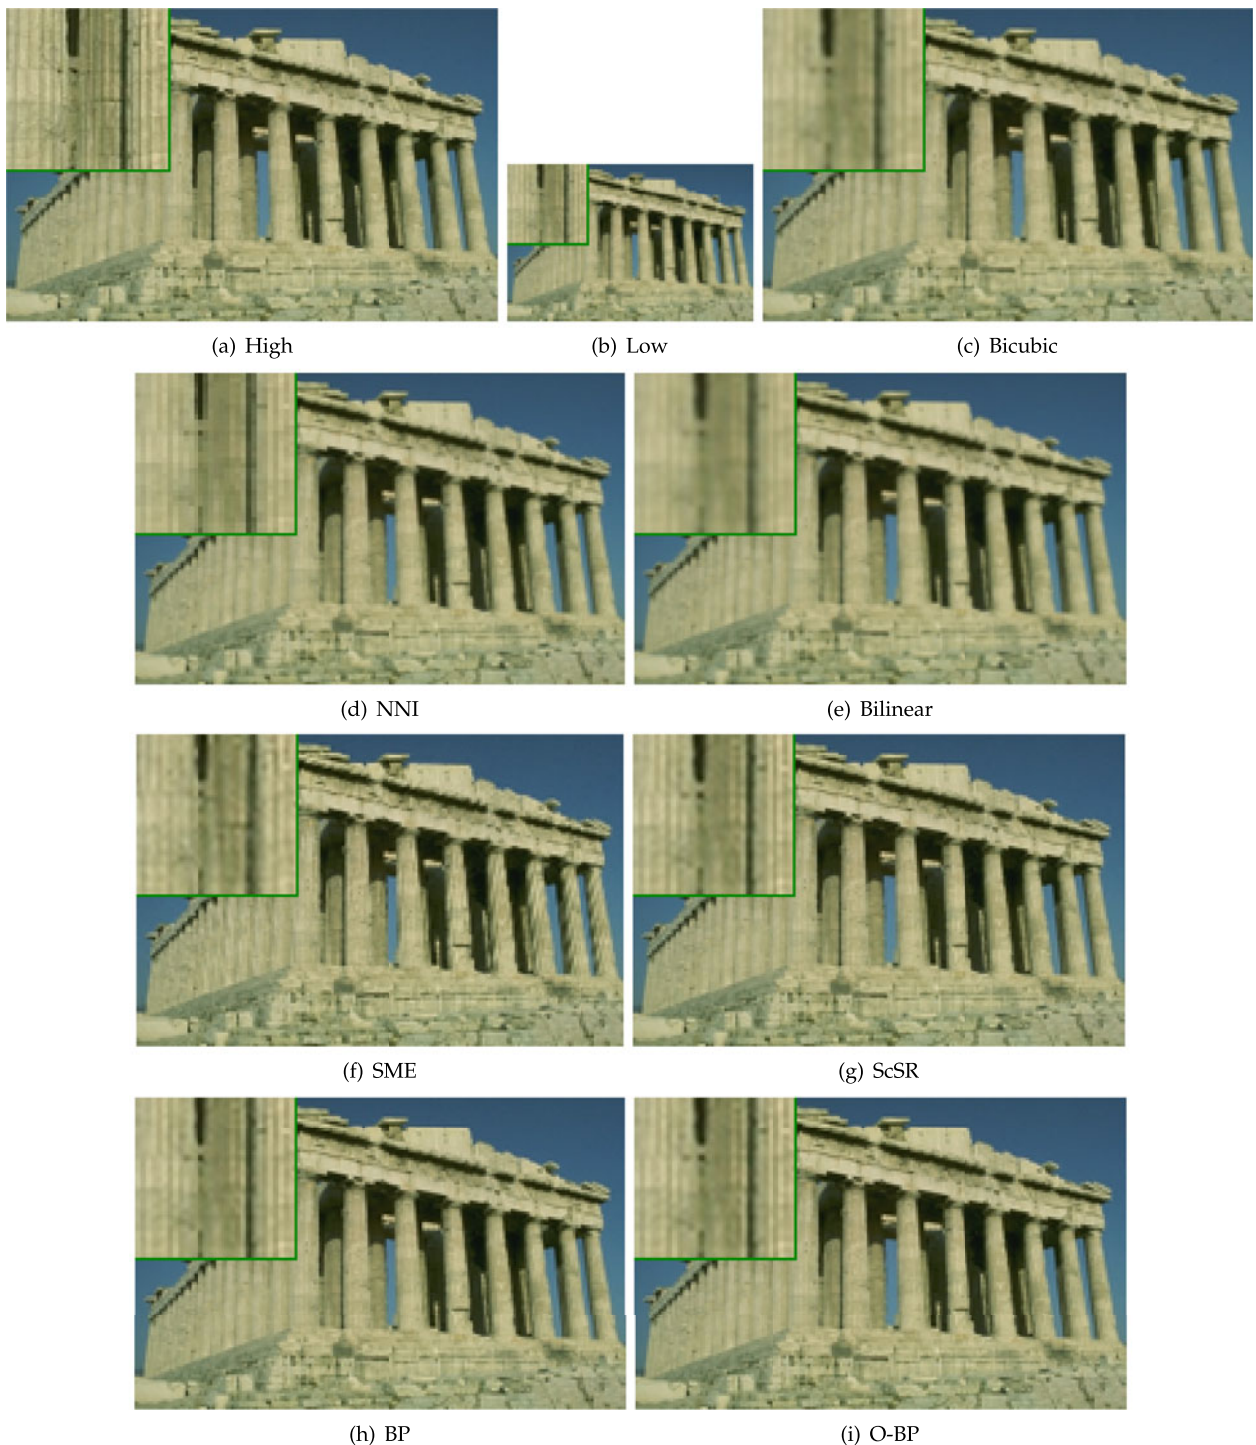 (a) High
(b) Low
(c) Bicubic
(d) NNI
(e) Bilinear
(f) SME
(g) ScSR
(h) BP
(i) O-BP